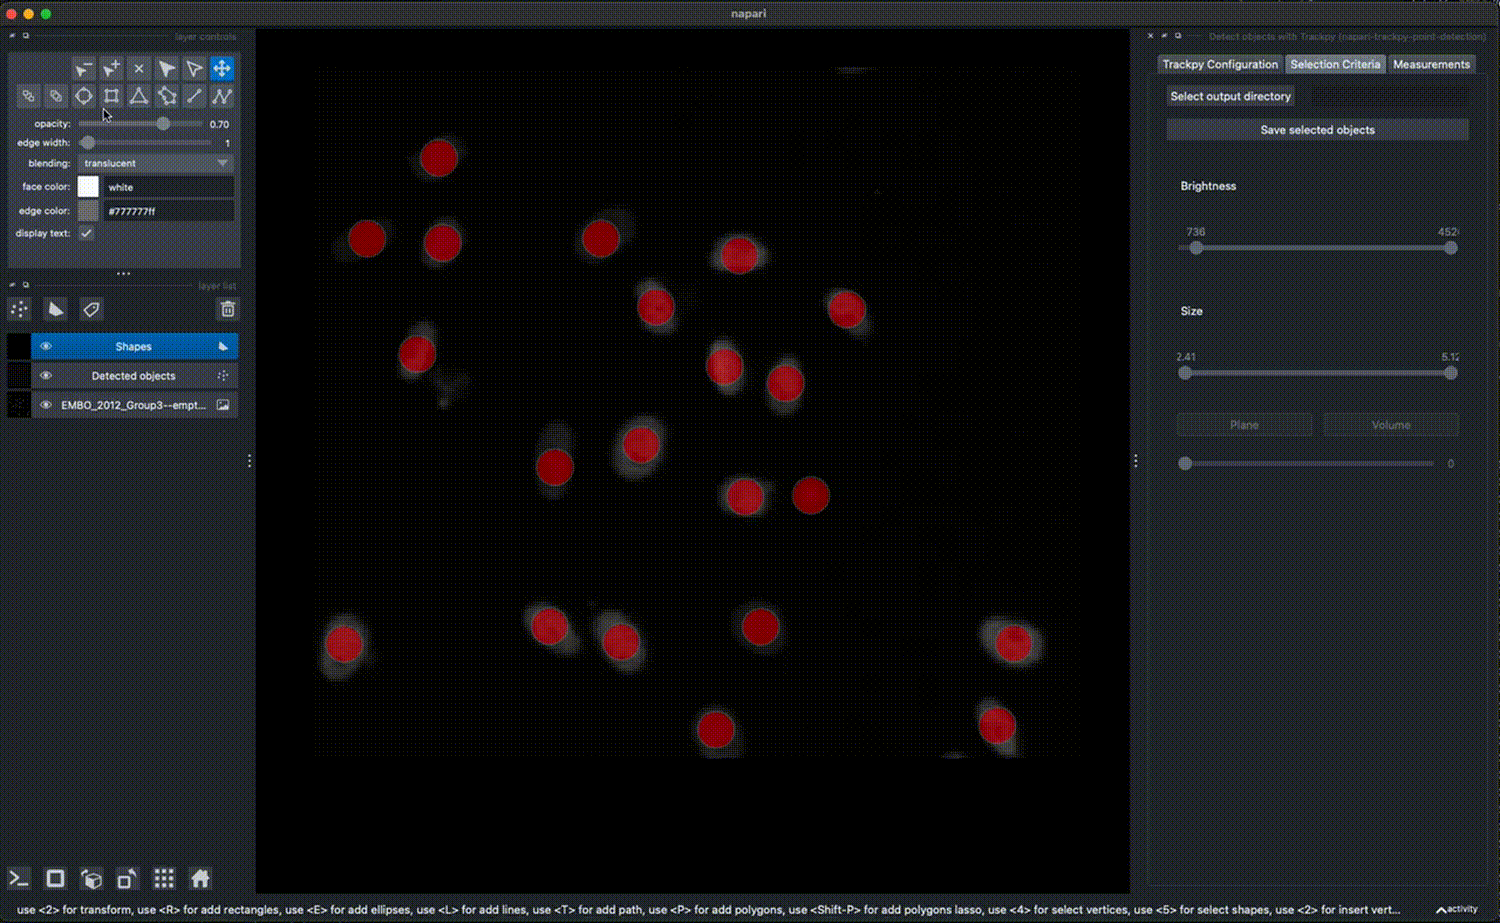 napari
layer controls
opacity: 0.70
edge width: 1
blending: translucent
face color: white
edge color: #777777ff
display text:
layer list
Shapes
Detected objects
EMBO_2012_Group3--empt...
Detect objects with Trackpy (napari-trackpy-point-detection)
Trackpy Configuration Selection Criteria Measurements
Select output directory
Save selected objects
Brightness
736 452
Size
2.41 5.12
Plane Volume
0
use <2> for transform, use <R> for add rectangles, use <E> for add ellipses, use <L> for add lines, use <T> for add path, use <P> for add polygons, use <Shift-P> for add polygons lasso, use <4> for select vertices, use <5> for select shapes, use <2> for insert vert... activity